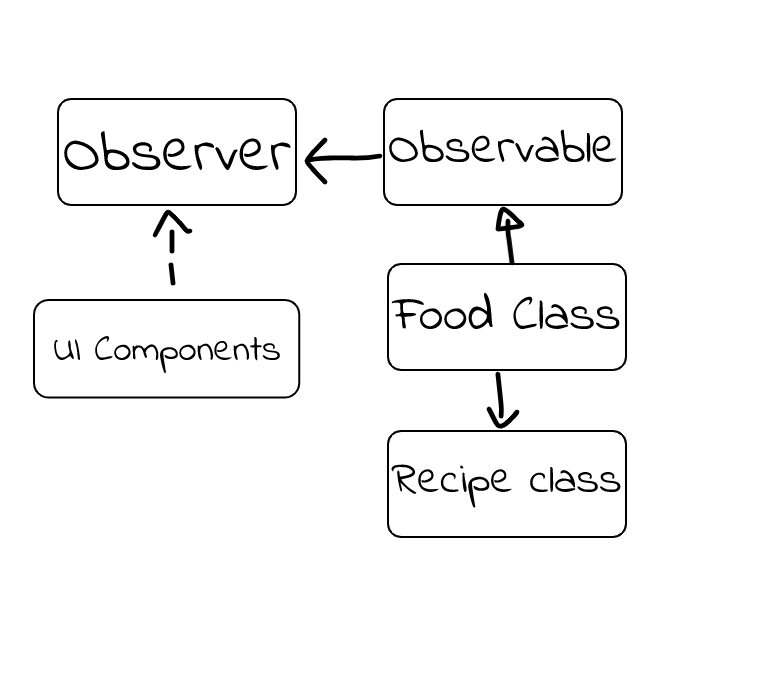 Observer
Observable
Food Class
UI Components
Recipe class